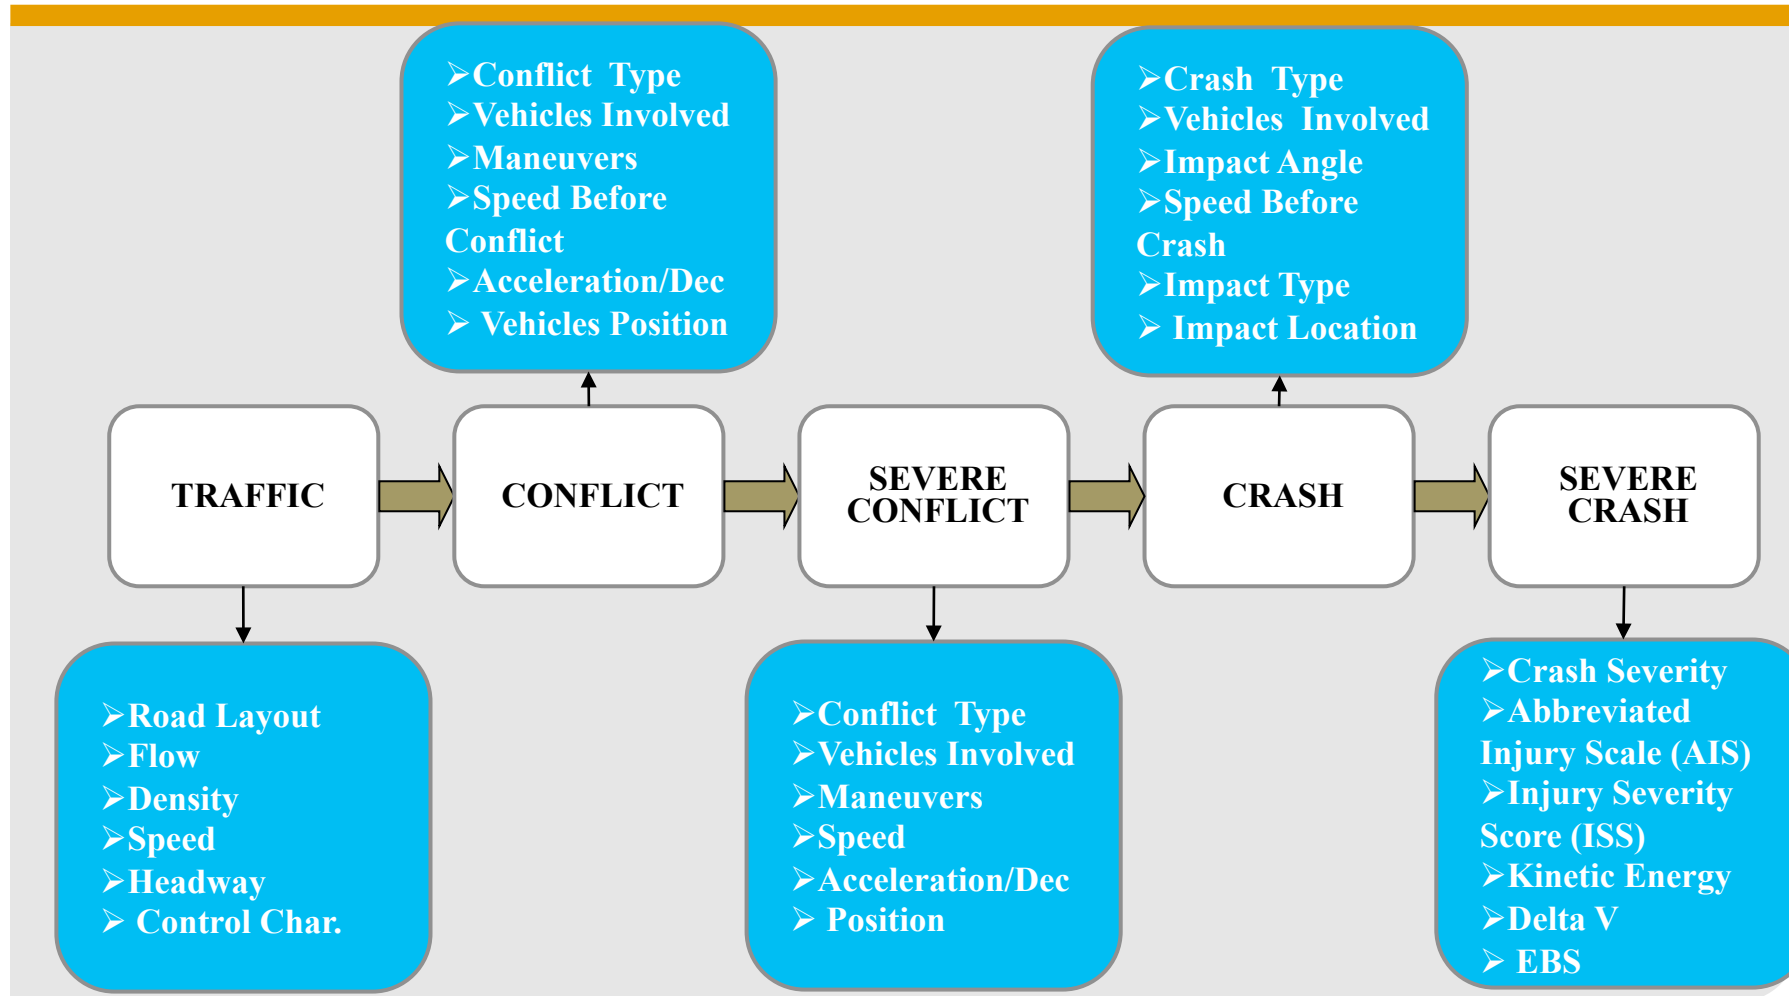 ➢Conflict Type
➢Vehicles Involved
➢Maneuvers
➢Speed Before
Conflict
➢Acceleration/Dec
➢ Vehicles Position
➢Crash Type
➢Vehicles Involved
➢Impact Angle
➢Speed Before
Crash
➢Impact Type
➢ Impact Location
TRAFFIC
CONFLICT
SEVERE
CONFLICT
CRASH
SEVERE
CRASH
➢Road Layout
➢Flow
➢Density
➢Speed
➢Headway
➢ Control Char.
➢Conflict Type
➢Vehicles Involved
➢Maneuvers
➢Speed
➢Acceleration/Dec
➢ Position
➢Crash Severity
➢Abbreviated
Injury Scale (AIS)
➢Injury Severity
Score (ISS)
➢Kinetic Energy
➢Delta V
➢ EBS